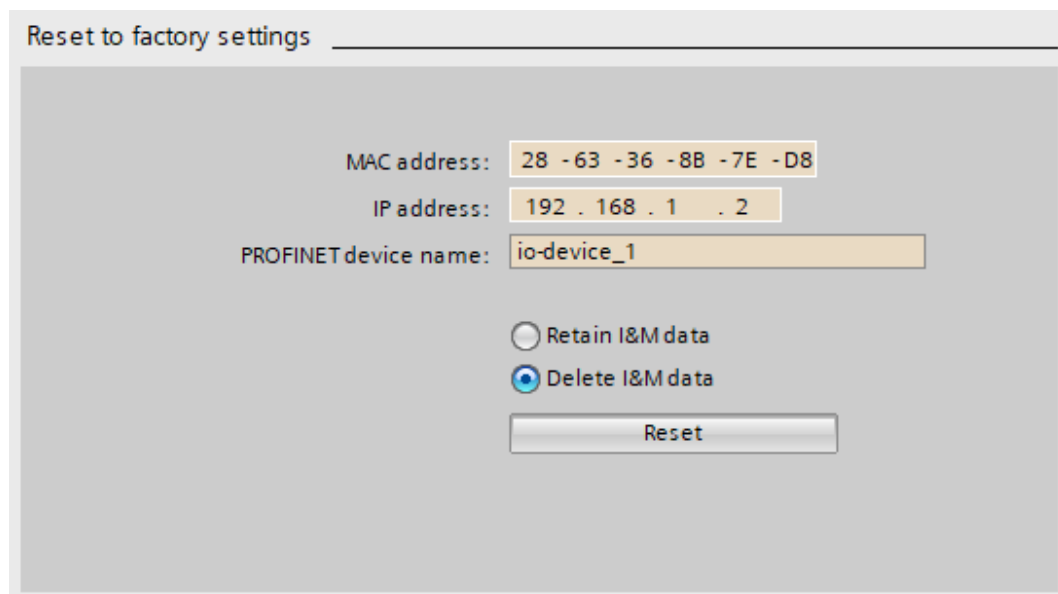 Reset to factory settings
MAC address: 28 - 63 - 36 - 8B - 7E - D8
IP address: 192 . 168 . 1 . 2
PROFINET device name: io-device_1
Retain I&M data
Delete I&M data
Reset